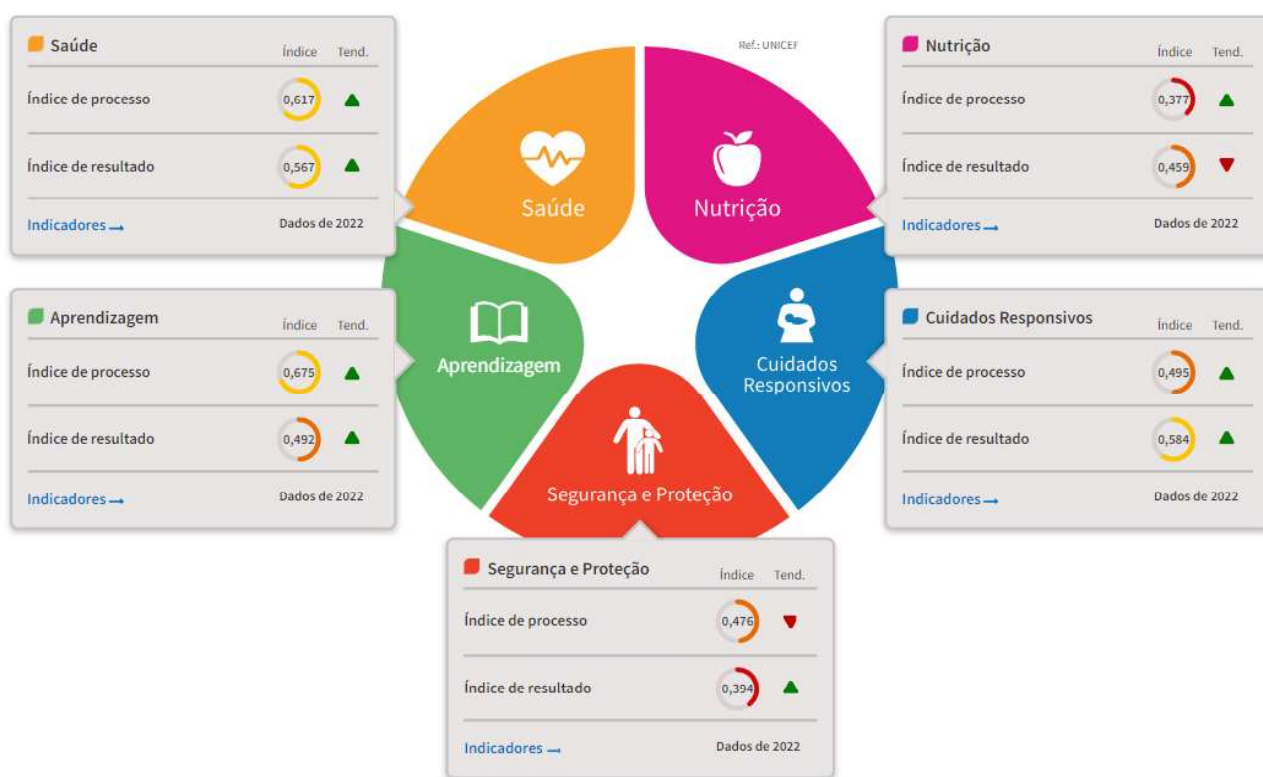 Saúde Índice Tend.
Índice de processo 0,617
Índice de resultado 0,567
Indicadores → Dados de 2022
Ref.: UNICEF
Nutrição Índice Tend.
Índice de processo 0,377
Índice de resultado 0,459
Indicadores → Dados de 2022
Saúde
Nutrição
Aprendizagem Índice Tend.
Índice de processo 0,675
Índice de resultado 0,492
Indicadores → Dados de 2022
Aprendizagem
Cuidados
Responsivos
Cuidados Responsivos Índice Tend.
Índice de processo 0,495
Índice de resultado 0,584
Indicadores → Dados de 2022
Segurança e Proteção
Segurança e Proteção Índice Tend.
Índice de processo 0,476
Índice de resultado 0,394
Indicadores → Dados de 2022